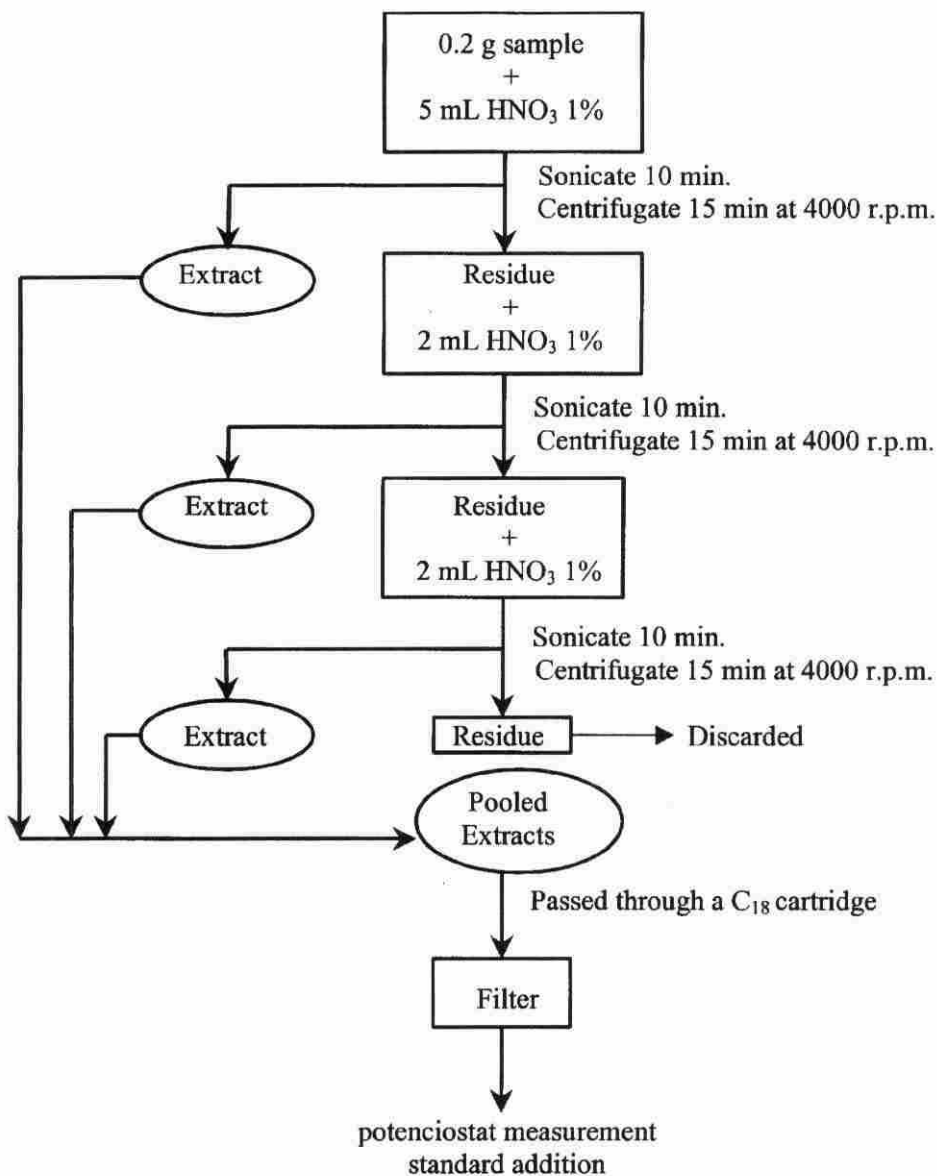 0.2 g sample
+
5 mL HNO₃ 1%
Sonicate 10 min.
Centrifugate 15 min at 4000 r.p.m.
Extract
Residue
+
2 mL HNO₃ 1%
Sonicate 10 min.
Centrifugate 15 min at 4000 r.p.m.
Extract
Residue
+
2 mL HNO₃ 1%
Sonicate 10 min.
Centrifugate 15 min at 4000 r.p.m.
Extract
Residue
Discarded
Pooled
Extracts
Passed through a C₁₈ cartridge
Filter
potenciostat measurement
standard addition